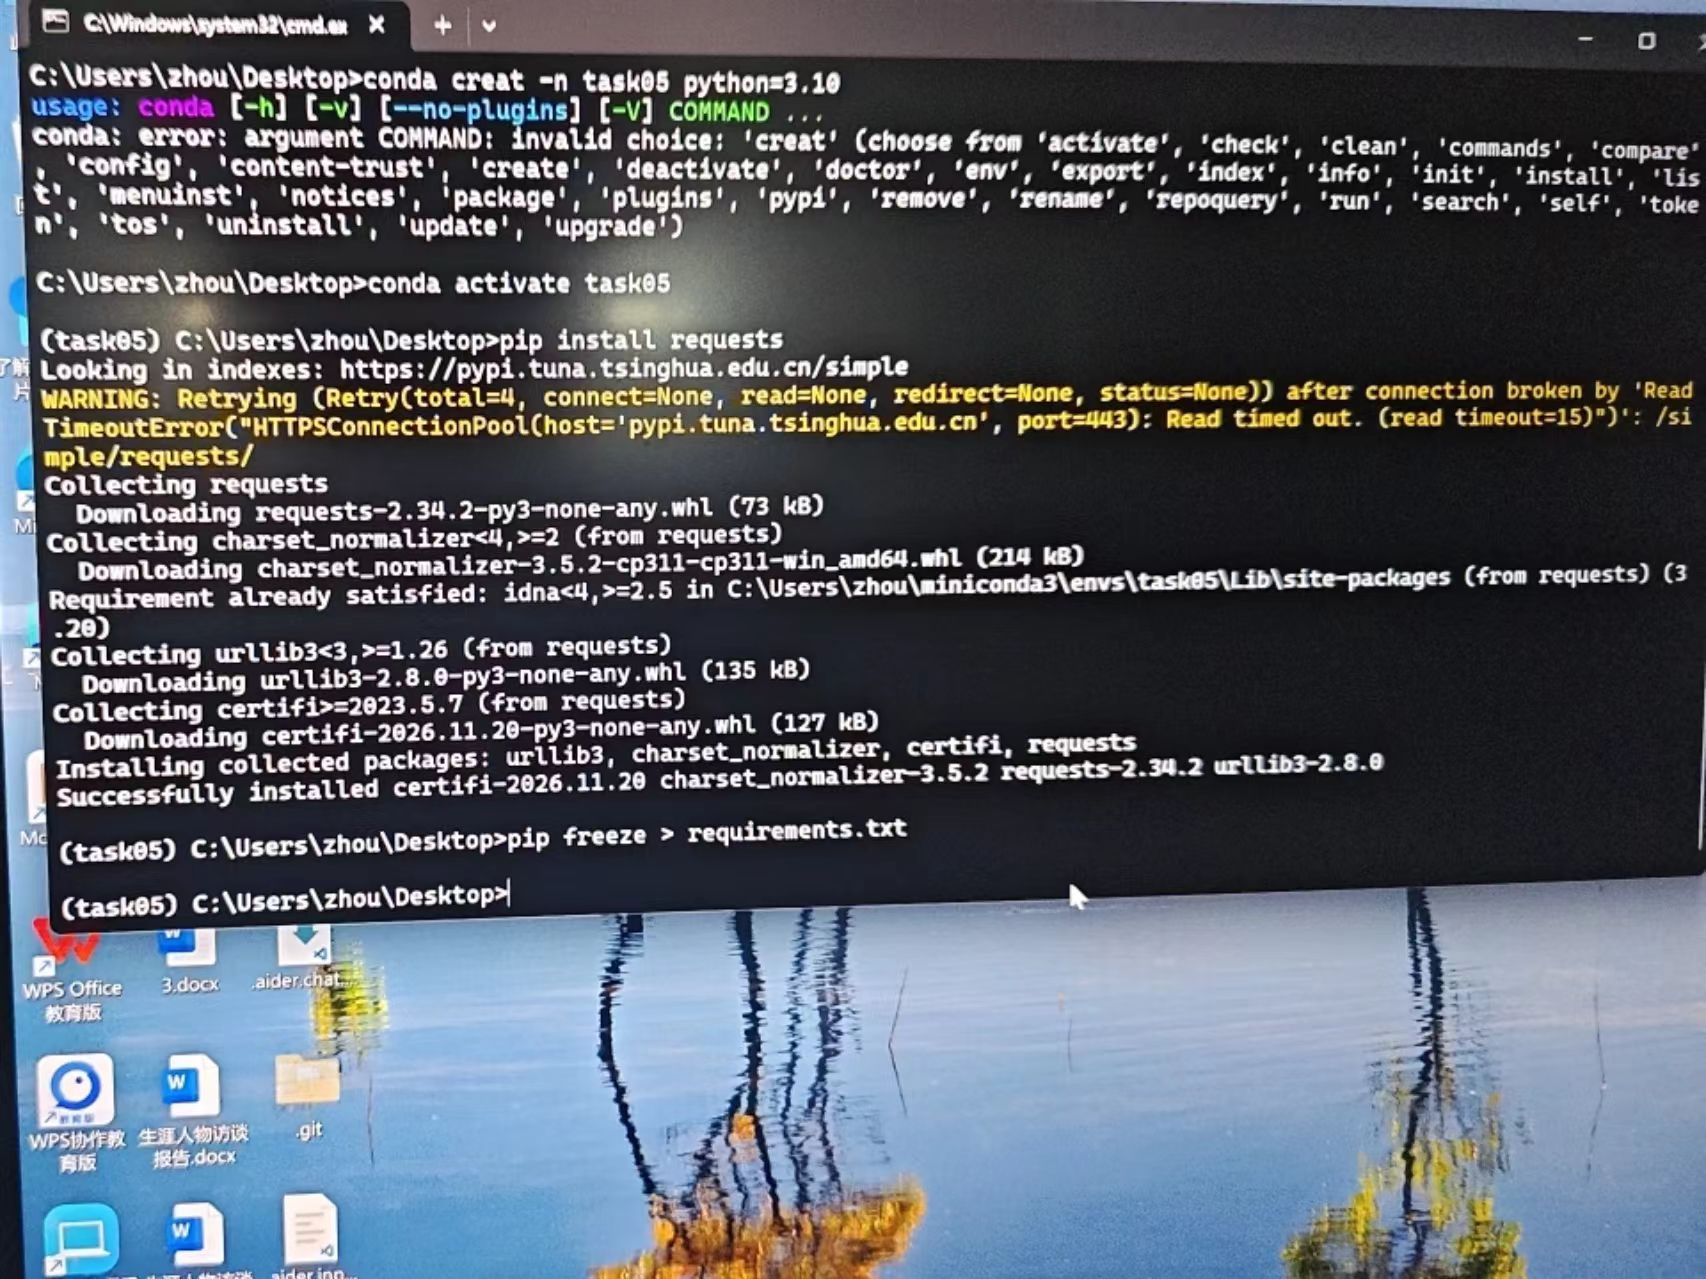 C:\Windows\system32\cmd.ex
C:\Users\zhou\Desktop>conda creat -n task05 python=3.10
usage: conda [-h] [-v] [--no-plugins] [-V] COMMAND ...
conda: error: argument COMMAND: invalid choice: 'creat' (choose from 'activate', 'check', 'clean', 'commands', 'compare'
, 'config', 'content-trust', 'create', 'deactivate', 'doctor', 'env', 'export', 'index', 'info', 'init', 'install', 'lis
t', 'menuinst', 'notices', 'package', 'plugins', 'pypi', 'remove', 'rename', 'repoquery', 'run', 'search', 'self', 'toke
n', 'tos', 'uninstall', 'update', 'upgrade')
C:\Users\zhou\Desktop>conda activate task05
(task05) C:\Users\zhou\Desktop>pip install requests
Looking in indexes: https://pypi.tuna.tsinghua.edu.cn/simple
WARNING: Retrying (Retry(total=4, connect=None, read=None, redirect=None, status=None)) after connection broken by 'Read
TimeoutError("HTTPSConnectionPool(host='pypi.tuna.tsinghua.edu.cn', port=443): Read timed out. (read timeout=15)")': /si
mple/requests/
Collecting requests
Downloading requests-2.34.2-py3-none-any.whl (73 kB)
Collecting charset_normalizer<4,>=2 (from requests)
Downloading charset_normalizer-3.5.2-cp311-cp311-win_amd64.whl (214 kB)
Requirement already satisfied: idna<4,>=2.5 in C:\Users\zhou\miniconda3\envs\task05\Lib\site-packages (from requests) (3
.20)
Collecting urllib3<3,>=1.26 (from requests)
Downloading urllib3-2.8.0-py3-none-any.whl (135 kB)
Collecting certifi>=2023.5.7 (from requests)
Downloading certifi-2026.11.20-py3-none-any.whl (127 kB)
Installing collected packages: urllib3, charset_normalizer, certifi, requests
Successfully installed certifi-2026.11.20 charset_normalizer-3.5.2 requests-2.34.2 urllib3-2.8.0
(task05) C:\Users\zhou\Desktop>pip freeze > requirements.txt
(task05) C:\Users\zhou\Desktop>
WPS Office
教育版
3.docx
.aider.chat....
WPS协作教
育版
生涯人物访谈
报告.docx
.git
生涯人物访谈
.aider.inp...